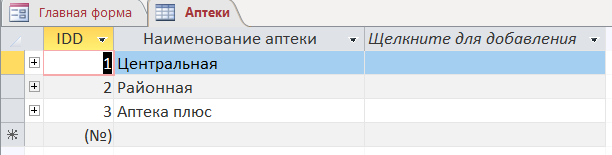 Главная форма Аптеки
IDD Наименование аптеки Щелкните для добавления
1 Центральная
2 Районная
3 Аптека плюс
(№)